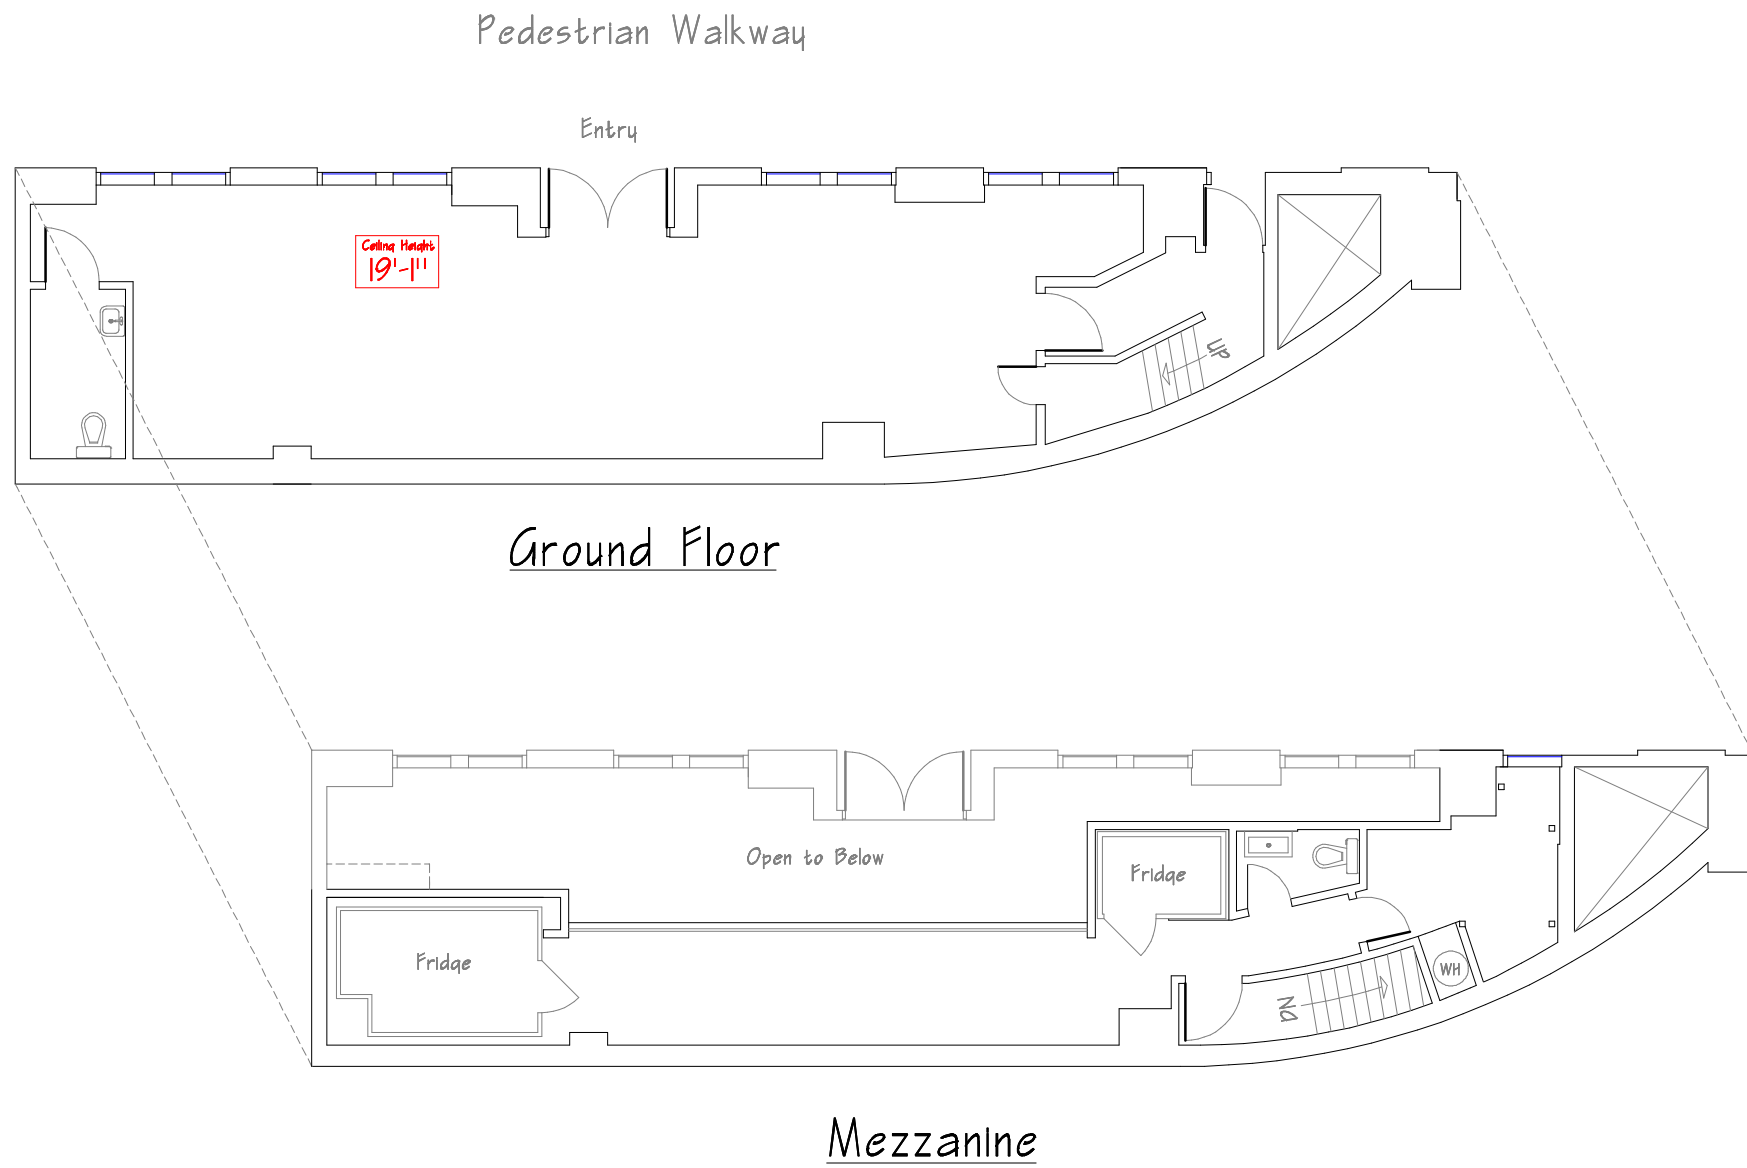 Pedestrian Walkway
Entry
Ceiling Height
19'-1"
UP
Ground Floor
Open to Below
Fridge
Fridge
WH
DN
Mezzanine